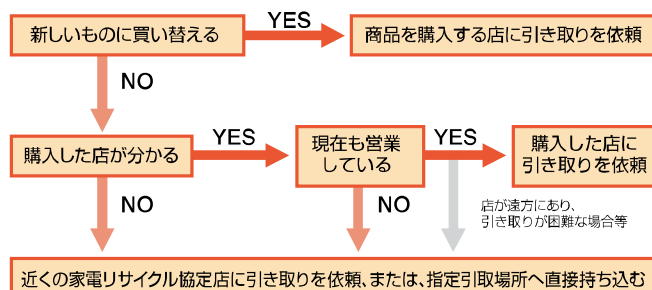 新しいものに買い替える
YES
商品を購入する店に引き取りを依頼
NO
購入した店が分かる
YES
現在も営業
している
YES
購入した店に
引き取りを依頼
NO
NO
店が遠方にあり、
引き取りが困難な場合等
近くの家電リサイクル協定店に引き取りを依頼、または、指定引取場所へ直接持ち込む